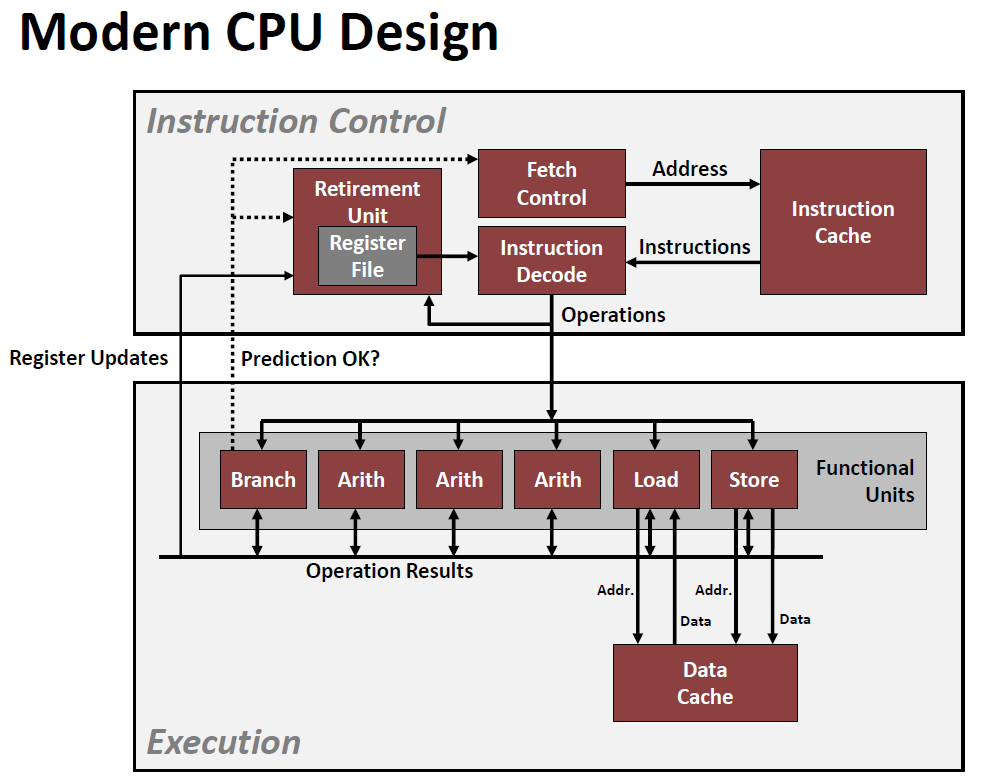 Modern CPU Design
Instruction Control
Retirement
Unit
Register
File
Fetch
Control
Address
Instruction
Cache
Instruction
Decode
Instructions
Operations
Register Updates
Prediction OK?
Branch
Arith
Arith
Arith
Load
Store
Functional
Units
Operation Results
Addr.
Data
Addr.
Data
Data
Cache
Execution